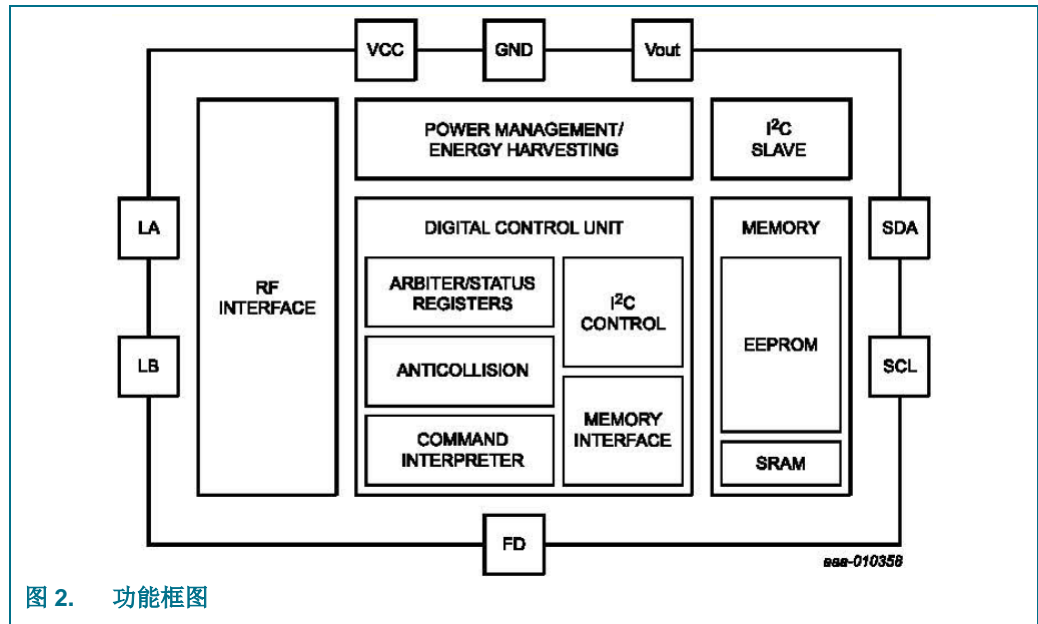 VCC
GND
Vout
POWER MANAGEMENT/
ENERGY HARVESTING
I²C
SLAVE
LA
LB
RF
INTERFACE
DIGITAL CONTROL UNIT
ARBITER/STATUS
REGISTERS
ANTICOLLISION
COMMAND
INTERPRETER
I²C
CONTROL
MEMORY
INTERFACE
MEMORY
EEPROM
SRAM
SDA
SCL
FD
aaa-010358
图 2. 功能框图